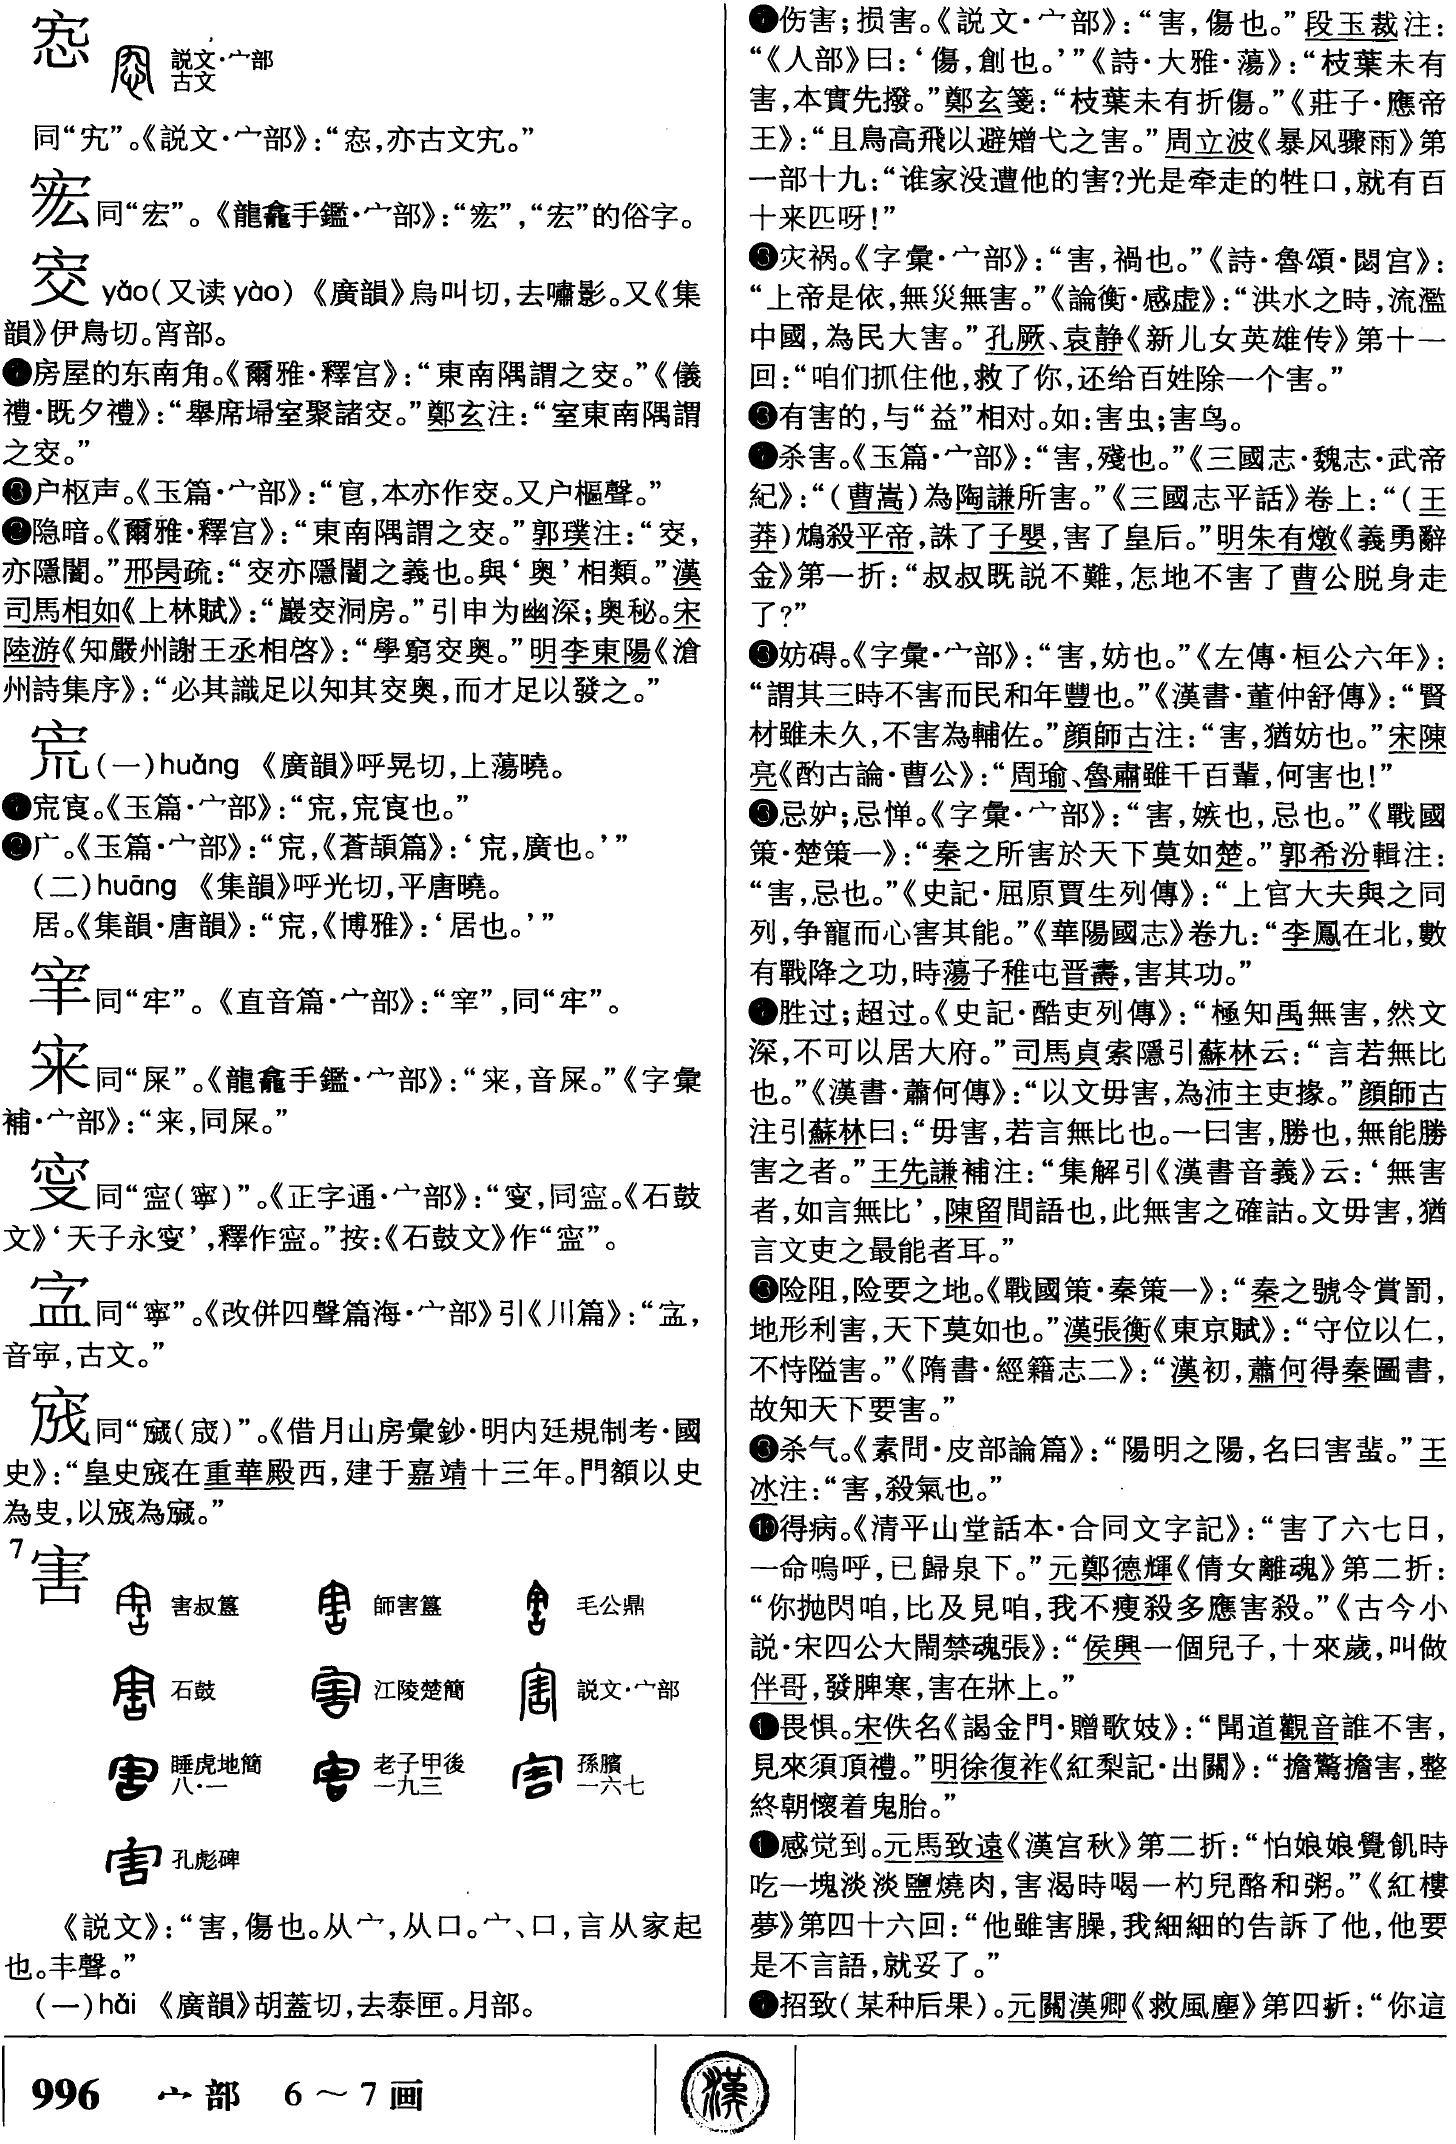 㝌 説文·宀部
古文
同“宄”。《説文·宀部》：“㝌，亦古文宄。”
同“宏”。《龍龕手鑑·宀部》：“ ”，“宏”的俗字。
㝔 yǎo（又读 yào） 《廣韻》烏叫切，去嘯影。又《集
韻》伊鳥切。宵部。
❶房屋的东南角。《爾雅·釋宫》：“東南隅謂之㝔。”《儀
禮·既夕禮》：“舉席埽室聚諸㝔。”鄭玄注：“室東南隅謂
之㝔。”
❸户枢声。《玉篇·宀部》：“ ，本亦作㝔。又户樞聲。”
❷隐暗。《爾雅·釋宫》：“東南隅謂之㝔。”郭璞注：“㝔，
亦隱闇。”邢昺疏：“㝔亦隱闇之義也。與‘奥’相類。”漢
司馬相如《上林賦》：“巖㝔洞房。”引申为幽深；奥秘。宋
陸游《知嚴州謝王丞相啓》：“學窮㝔奥。”明李東陽《滄
州詩集序》：“必其識足以知其㝔奥，而才足以發之。”
宺（一）huǎng 《廣韻》呼晃切，上蕩曉。
❶宺㝗。《玉篇·宀部》：“宺，宺㝗也。”
❷广。《玉篇·宀部》：“宺，《蒼頡篇》：‘宺，廣也。’”
（二）huāng 《集韻》呼光切，平唐曉。
居。《集韻·唐韻》：“宺，《博雅》：‘居也。’”
同“牢”。《直音篇·宀部》：“ ”，同“牢”。
宩同“屎”。《龍龕手鑑·宀部》：“宩，音屎。”《字彙
補·宀部》：“宩，同屎。”
同“寍（寧）”。《正字通·宀部》：“ ，同寍。《石鼓
文》‘天子永 ’，釋作寍。”按：《石鼓文》作“寍”。
同“寧”。《改併四聲篇海·宀部》引《川篇》：“ ，
音寧，古文。”
同“ （宬）”。《借月山房彙鈔·明内廷規制考·國
史》：“皇史 在重華殿西，建于嘉靖十三年。門額以史
為叓，以 為 。”
7
害 害叔簋 師害簋 毛公鼎
石鼓 江陵楚簡 説文·宀部
睡虎地簡八·一 老子甲後一九三 孫臏一六七
孔彪碑
《説文》：“害，傷也。从宀，从口。宀、口，言从家起
也。丯聲。”
（一）hài 《廣韻》胡蓋切，去泰匣。月部。
❶伤害；损害。《説文·宀部》：“害，傷也。”段玉裁注：
“《人部》曰：‘傷，創也。’”《詩·大雅·蕩》：“枝葉未有
害，本實先撥。”鄭玄箋：“枝葉未有折傷。”《莊子·應帝
王》：“且鳥高飛以避矰弋之害。”周立波《暴风骤雨》第
一部十九：“谁家没遭他的害？光是牵走的牲口，就有百
十来匹呀！”
❷灾祸。《字彙·宀部》：“害，禍也。”《詩·魯頌·閟宫》：
“上帝是依，無災無害。”《論衡·感虚》：“洪水之時，流濫
中國，為民大害。”孔厥、袁静《新儿女英雄传》第十一
回：“咱们抓住他，救了你，还给百姓除一个害。”
❸有害的，与“益”相对。如：害虫；害鸟。
❹杀害。《玉篇·宀部》：“害，殘也。”《三國志·魏志·武帝
紀》：“（曹嵩）為陶謙所害。”《三國志平話》卷上：“（王
莽）鴆殺平帝，誅了子嬰，害了皇后。”明朱有燉《義勇辭
金》第一折：“叔叔既説不難，怎地不害了曹公脱身走
了？”
❺妨碍。《字彙·宀部》：“害，妨也。”《左傳·桓公六年》：
“謂其三時不害而民和年豐也。”《漢書·董仲舒傳》：“賢
材雖未久，不害為輔佐。”顔師古注：“害，猶妨也。”宋陳
亮《酌古論·曹公》：“周瑜、魯肅雖千百輩，何害也！”
❻忌妒；忌惮。《字彙·宀部》：“害，嫉也，忌也。”《戰國
策·楚策一》：“秦之所害於天下莫如楚。”郭希汾輯注：
“害，忌也。”《史記·屈原賈生列傳》：“上官大夫與之同
列，争寵而心害其能。”《華陽國志》卷九：“李鳳在北，數
有戰降之功，時蕩子稚屯晋壽，害其功。”
❼胜过；超过。《史記·酷吏列傳》：“極知禹無害，然文
深，不可以居大府。”司馬貞索隱引蘇林云：“言若無比
也。”《漢書·蕭何傳》：“以文毋害，為沛主吏掾。”顔師古
注引蘇林曰：“毋害，若言無比也。一曰害，勝也，無能勝
害之者。”王先謙補注：“集解引《漢書音義》云：‘無害
者，如言無比’，陳留間語也，此無害之確詁。文毋害，猶
言文吏之最能者耳。”
❽险阻，险要之地。《戰國策·秦策一》：“秦之號令賞罰，
地形利害，天下莫如也。”漢張衡《東京賦》：“守位以仁，
不恃隘害。”《隋書·經籍志二》：“漢初，蕭何得秦圖書，
故知天下要害。”
❾杀气。《素問·皮部論篇》：“陽明之陽，名曰害蜚。”王
冰注：“害，殺氣也。”
❿得病。《清平山堂話本·合同文字記》：“害了六七日，
一命嗚呼，已歸泉下。”元鄭德輝《倩女離魂》第二折：
“你抛閃咱，比及見咱，我不瘦殺多應害殺。”《古今小
説·宋四公大鬧禁魂張》：“侯興一個兒子，十來歲，叫做
伴哥，發脾寒，害在牀上。”
⓫畏惧。宋佚名《謁金門·贈歌妓》：“聞道觀音誰不害，
見來須頂禮。”明徐復祚《紅梨記·出關》：“擔驚擔害，整
終朝懷着鬼胎。”
⓬感觉到。元馬致遠《漢宫秋》第二折：“怕娘娘覺飢時
吃一塊淡淡鹽燒肉，害渴時喝一杓兒酪和粥。”《紅樓
夢》第四十六回：“他雖害臊，我細細的告訴了他，他要
是不言語，就妥了。”
⓭招致（某种后果）。元關漢卿《救風塵》第四折：“你這
996 宀部 6～7画
漢